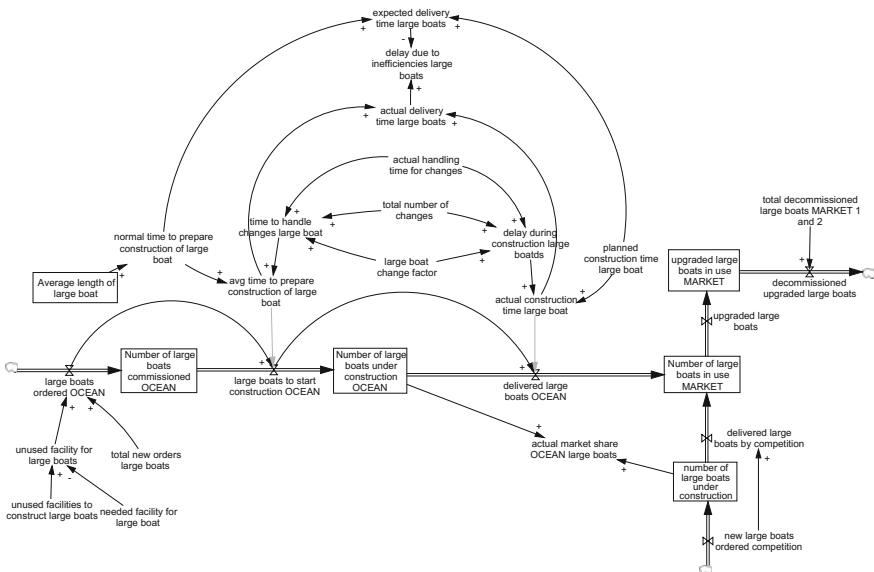 expected delivery
time large boats
delay due to
inefficiencies large
boats
actual delivery
time large boats
actual handling
time for changes
total number of
changes
time to handle
changes large boat
delay during
construction large
boatds
large boat
change factor
normal time to prepare
construction of large
boat
Average length of
large boat
avg time to prepare
construction of large
boat
actual construction
time large boat
planned
construction time
large boat
total decommissioned
large boats MARKET 1
and 2
upgraded large
boats in use
MARKET
decommissioned
upgraded large boats
upgraded large
boats
large boats
ordered OCEAN
Number of large
boats
commissioned
OCEAN
large boats to start
construction OCEAN
Number of large
boats under
construction
OCEAN
delivered large
boats OCEAN
Number of large
boats in use
MARKET
unused facility for
large boats
total new orders
large boats
unused facilities to
construct large boats
needed facility for
large boat
actual market share
OCEAN large boats
delivered large
boats by competition
number of
large boats
under
construction
new large boats
ordered competition